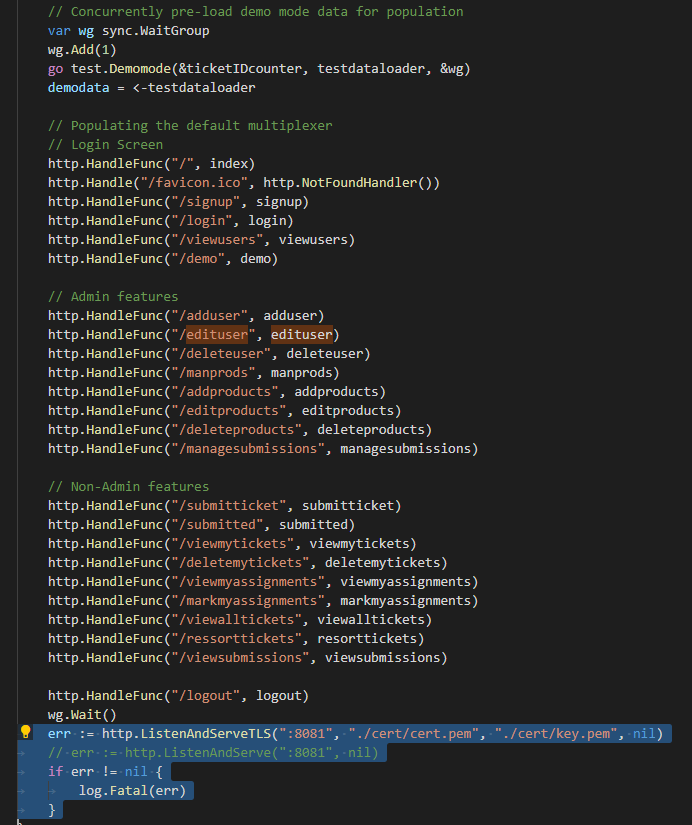 // Concurrently pre-load demo mode data for population
var wg sync.WaitGroup
wg.Add(1)
go test.Demomode(&ticketIDcounter, testdataloader, &wg)
demodata = <-testdataloader
// Populating the default multiplexer
// Login Screen
http.HandleFunc("/", index)
http.Handle("/favicon.ico", http.NotFoundHandler())
http.HandleFunc("/signup", signup)
http.HandleFunc("/login", login)
http.HandleFunc("/viewusers", viewusers)
http.HandleFunc("/demo", demo)
// Admin features
http.HandleFunc("/adduser", adduser)
http.HandleFunc("/edituser", edituser)
http.HandleFunc("/deleteuser", deleteuser)
http.HandleFunc("/manprods", manprods)
http.HandleFunc("/addproducts", addproducts)
http.HandleFunc("/editproducts", editproducts)
http.HandleFunc("/deleteproducts", deleteproducts)
http.HandleFunc("/managesubmissions", managesubmissions)
// Non-Admin features
http.HandleFunc("/submitticket", submitticket)
http.HandleFunc("/submitted", submitted)
http.HandleFunc("/viewmytickets", viewmytickets)
http.HandleFunc("/deletemytickets", deletemytickets)
http.HandleFunc("/viewmyassignments", viewmyassignments)
http.HandleFunc("/markmyassignments", markmyassignments)
http.HandleFunc("/viewalltickets", viewalltickets)
http.HandleFunc("/ressorttickets", resorttickets)
http.HandleFunc("/viewsubmissions", viewsubmissions)
http.HandleFunc("/logout", logout)
wg.Wait()
err := http.ListenAndServeTLS(":8081", "./cert/cert.pem", "./cert/key.pem", nil)
// err := http.ListenAndServe(":8081", nil)
if err != nil {
log.Fatal(err)
}